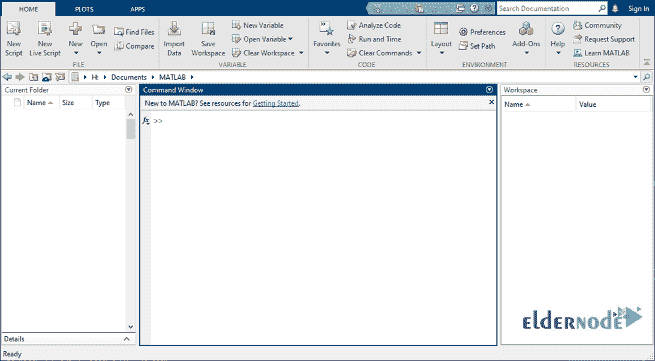 HOME PLOTS APPS Search Documentation Sign In
New Script
New Live Script
New
Open
Find Files
Compare
Import Data
Save Workspace
New Variable
Open Variable
Clear Workspace
Favorites
Analyze Code
Run and Time
Clear Commands
Layout
Preferences
Set Path
Add-Ons
Help
Community
Request Support
Learn MATLAB
FILE VARIABLE CODE ENVIRONMENT RESOURCES
H: Documents MATLAB
Current Folder
Name Size Type
Command Window
New to MATLAB? See resources for Getting Started.
fx >>
Workspace
Name Value
eldernode
Details
Ready